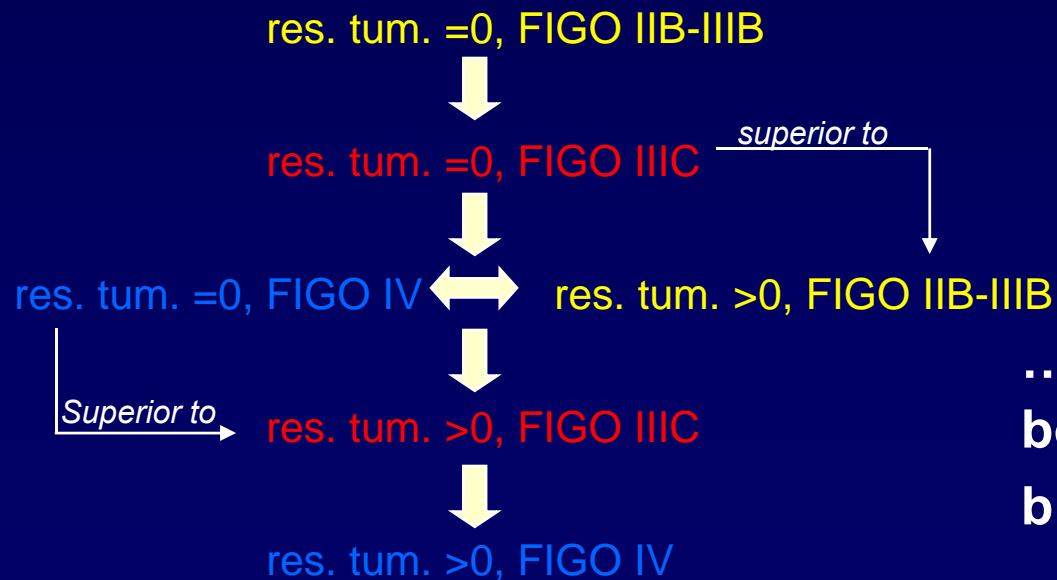 res. tum. =0, FIGO IIB-IIIB
res. tum. =0, FIGO IIIC
superior to
res. tum. =0, FIGO IV
res. tum. >0, FIGO IIB-IIIB
Superior to
res. tum. >0, FIGO IIIC
res. tum. >0, FIGO IV